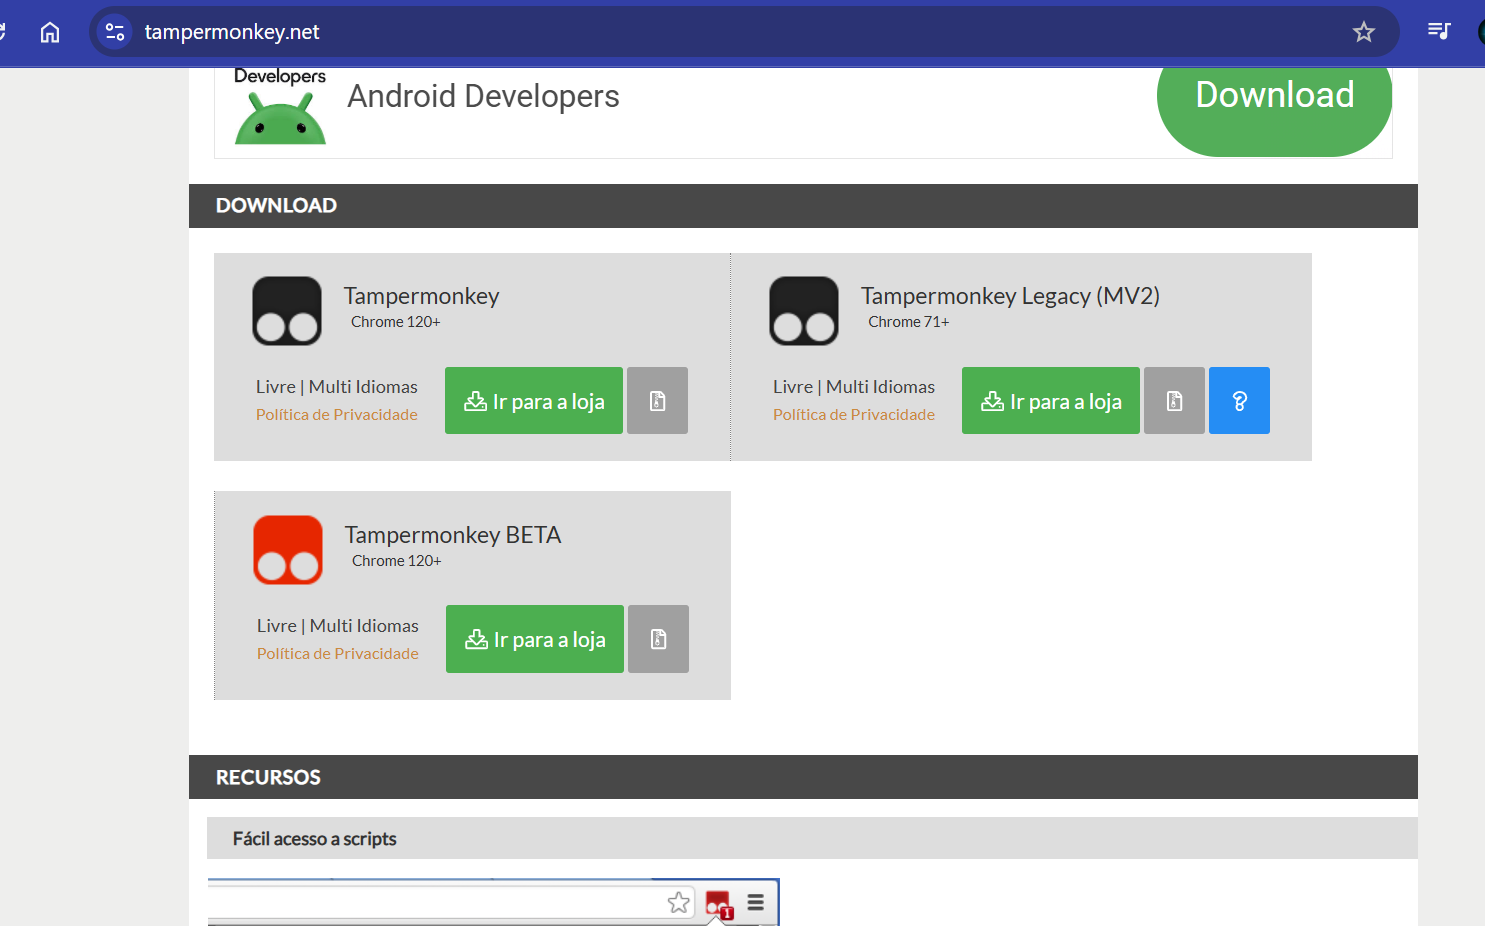 tampermonkey.net
Developers
Android Developers
Download
DOWNLOAD
Tampermonkey
Chrome 120+
Livre | Multi Idiomas
Política de Privacidade
Ir para a loja
Tampermonkey Legacy (MV2)
Chrome 71+
Livre | Multi Idiomas
Política de Privacidade
Ir para a loja
?
Tampermonkey BETA
Chrome 120+
Livre | Multi Idiomas
Política de Privacidade
Ir para a loja
RECURSOS
Fácil acesso a scripts
1